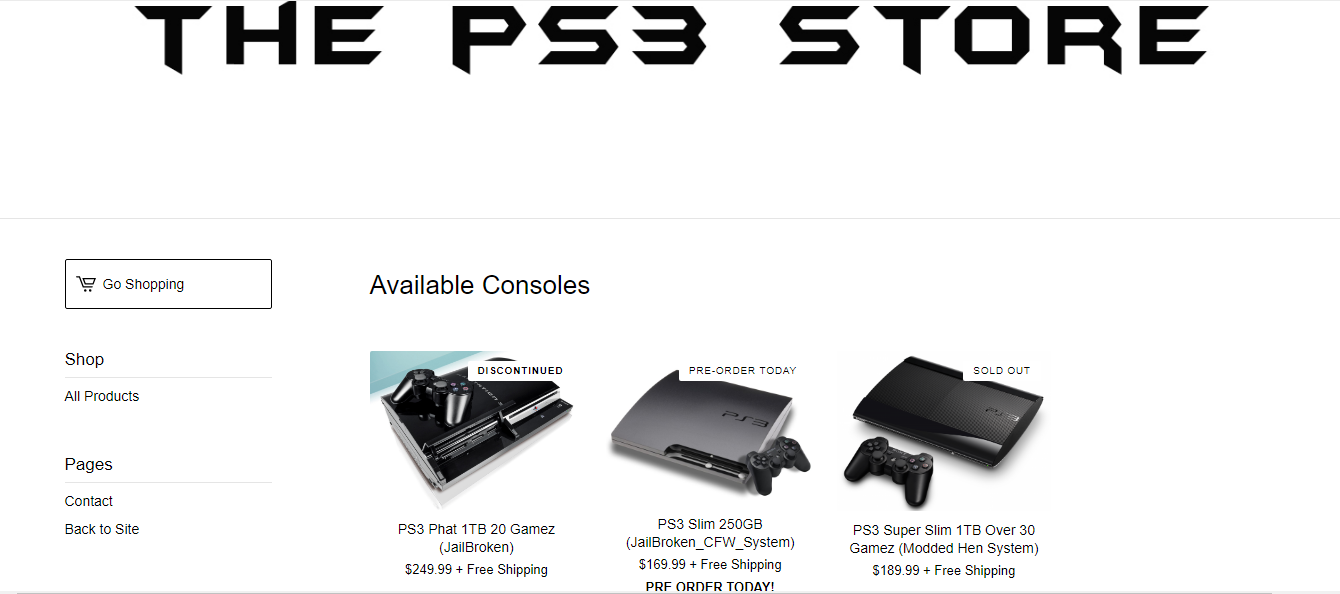 THE PS3 STORE
Go Shopping
Shop
All Products
Pages
Contact
Back to Site
Available Consoles
DISCONTINUED
PS3 Phat 1TB 20 Gamez
(JailBroken)
$249.99 + Free Shipping
PRE-ORDER TODAY
PS3
PS3 Slim 250GB
(JailBroken_CFW_System)
$169.99 + Free Shipping
PRE ORDER TODAY!
SOLD OUT
PS3
PS3 Super Slim 1TB Over 30
Gamez (Modded Hen System)
$189.99 + Free Shipping